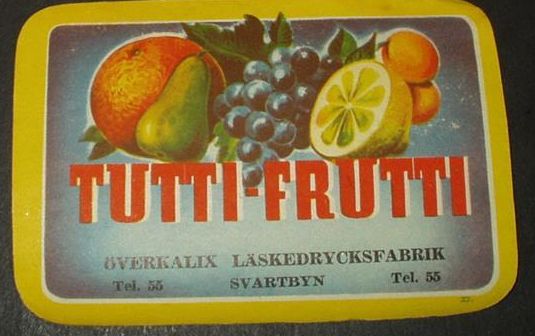 TUTTI-FRUTTI
ÖVERKALIX LÄSKEDRYCKSFABRIK
Tel. 55 SVARTBYN Tel. 55